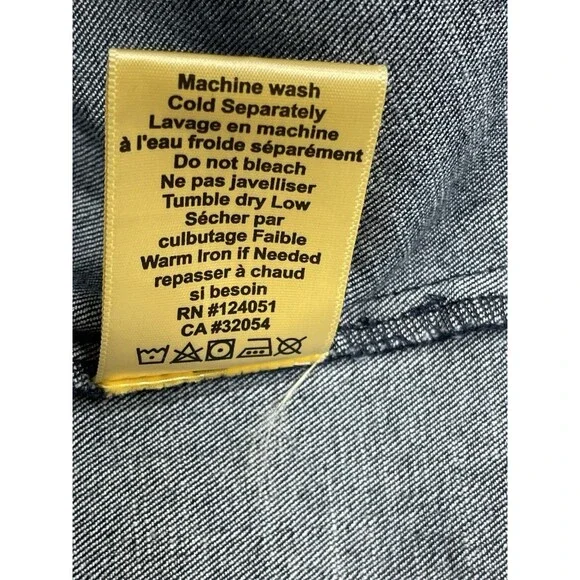 Machine wash
Cold Separately
Lavage en machine
à l'eau froide séparément
Do not bleach
Ne pas javelliser
Tumble dry Low
Sécher par
culbutage Faible
Warm Iron if Needed
repasser à chaud
si besoin
RN #124051
CA #32054